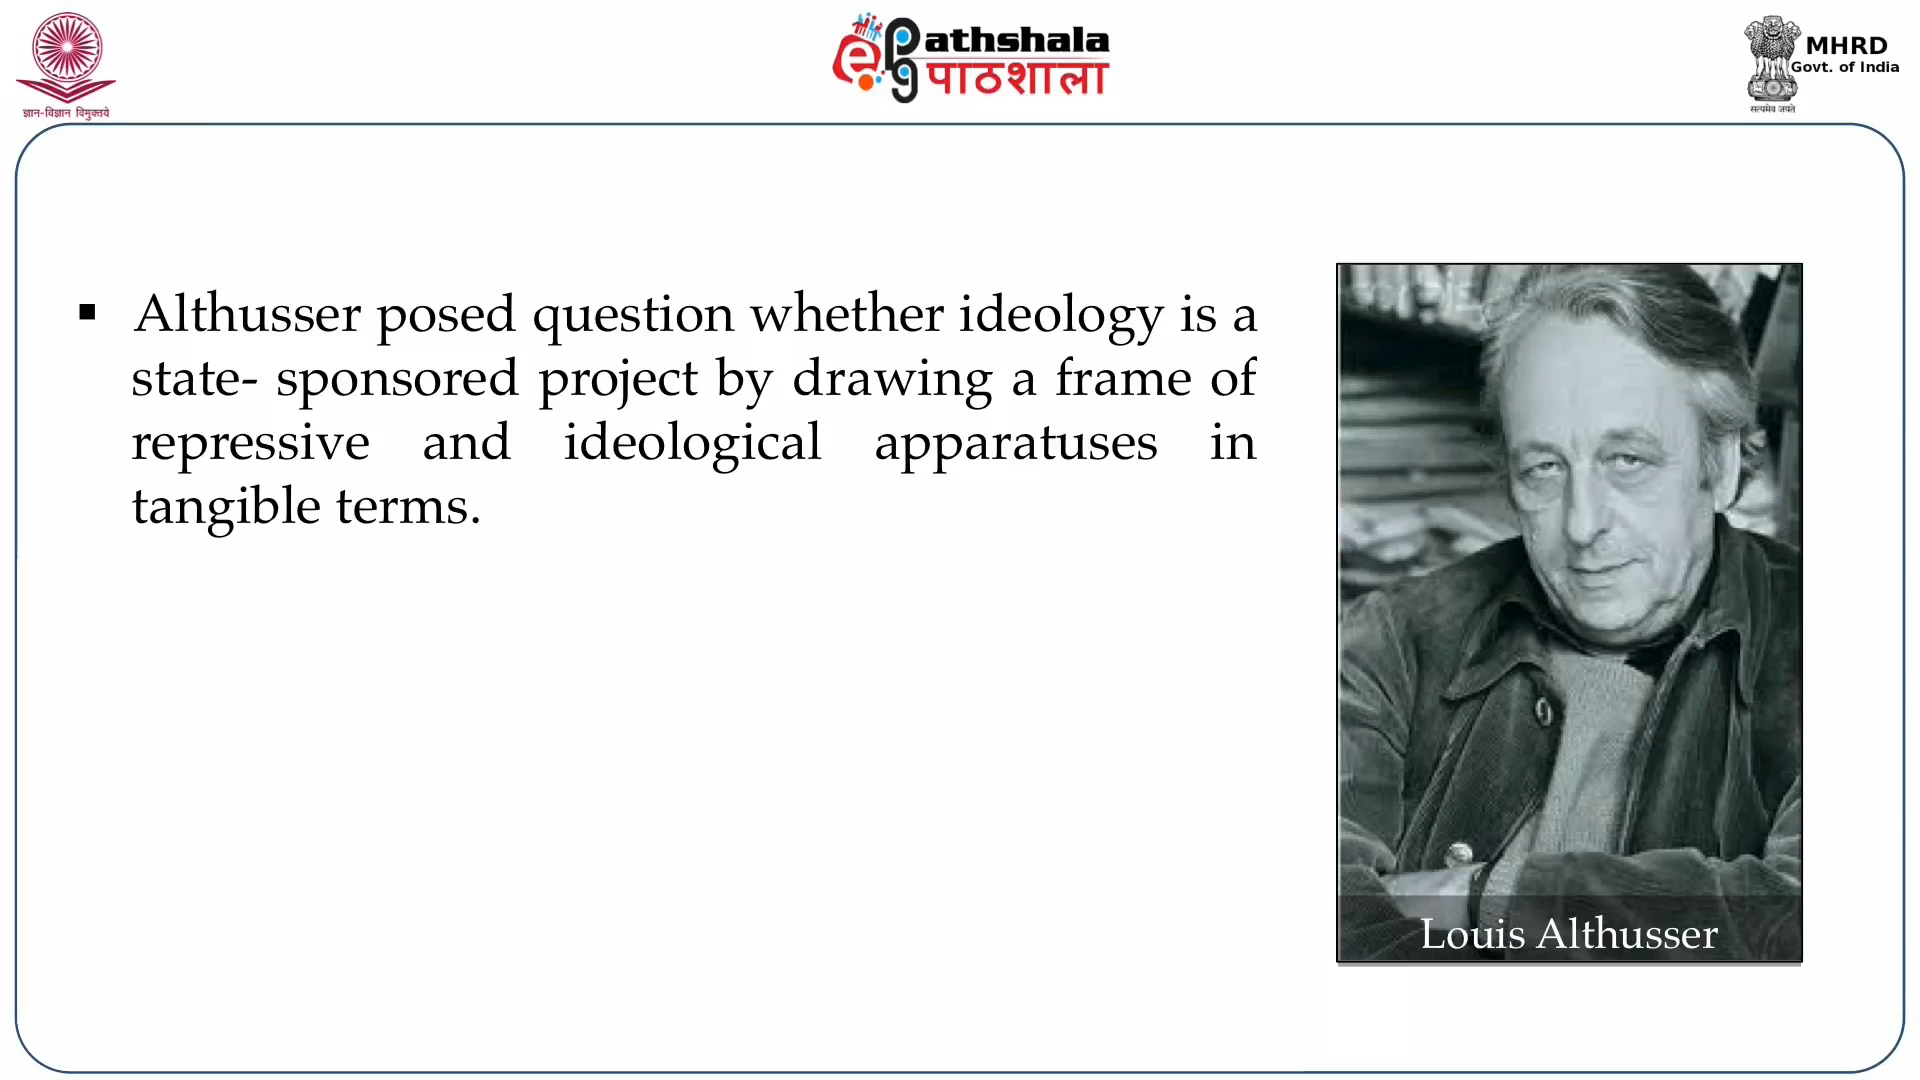 ज्ञान-विज्ञान विमुक्तये
ePathshala
पाठशाला
MHRD
Govt. of India
सत्यमेव जयते
▪ Althusser posed question whether ideology is a
state- sponsored project by drawing a frame of
repressive and ideological apparatuses in
tangible terms.
Louis Althusser